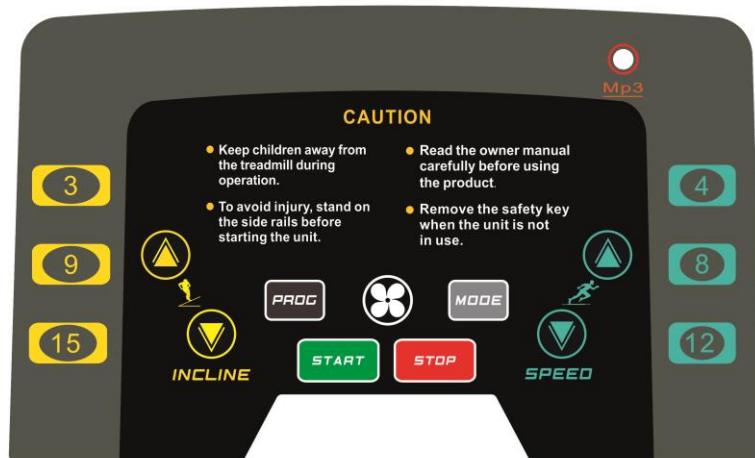 Mp3
CAUTION
Keep children away from
the treadmill during
operation.
To avoid injury, stand on
the side rails before
starting the unit.
Read the owner manual
carefully before using
the product.
Remove the safety key
when the unit is not
in use.
3
9
15
INCLINE
PROG
MODE
START
STOP
SPEED
4
8
12